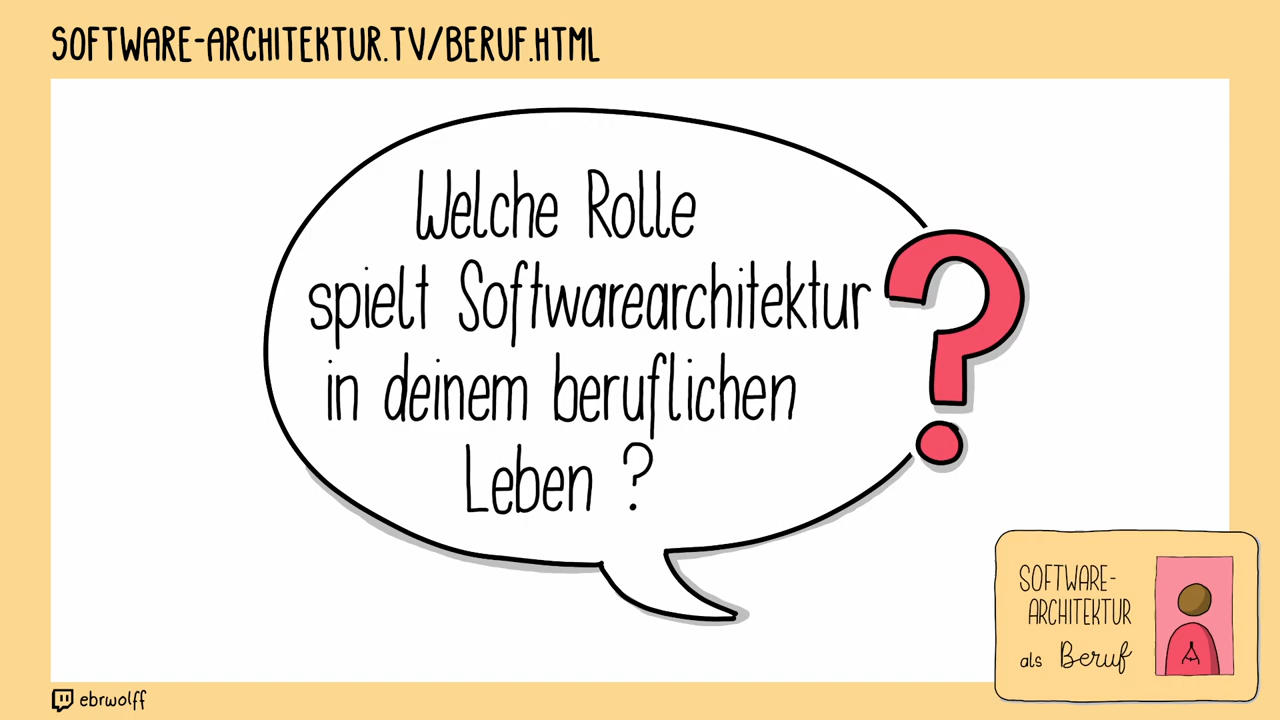 SOFTWARE-ARCHITEKTUR.TV/BERUF.HTML
Welche Rolle
spielt Softwarearchitektur
in deinem beruflichen
Leben ?
?
SOFTWARE-
ARCHITEKTUR
als Beruf
ebrwolff